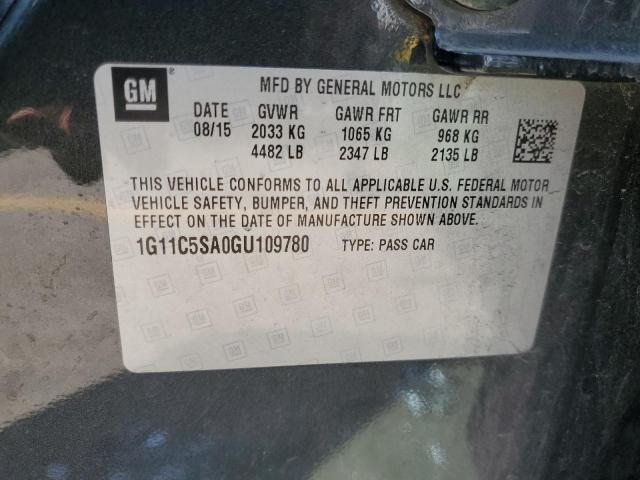 GM ®
MFD BY GENERAL MOTORS LLC
DATE GVWR GAWR FRT GAWR RR
08/15 2033 KG 1065 KG 968 KG
4482 LB 2347 LB 2135 LB
THIS VEHICLE CONFORMS TO ALL APPLICABLE U.S. FEDERAL MOTOR
VEHICLE SAFETY, BUMPER, AND THEFT PREVENTION STANDARDS IN
EFFECT ON THE DATE OF MANUFACTURE SHOWN ABOVE.
1G11C5SA0GU109780 TYPE: PASS CAR